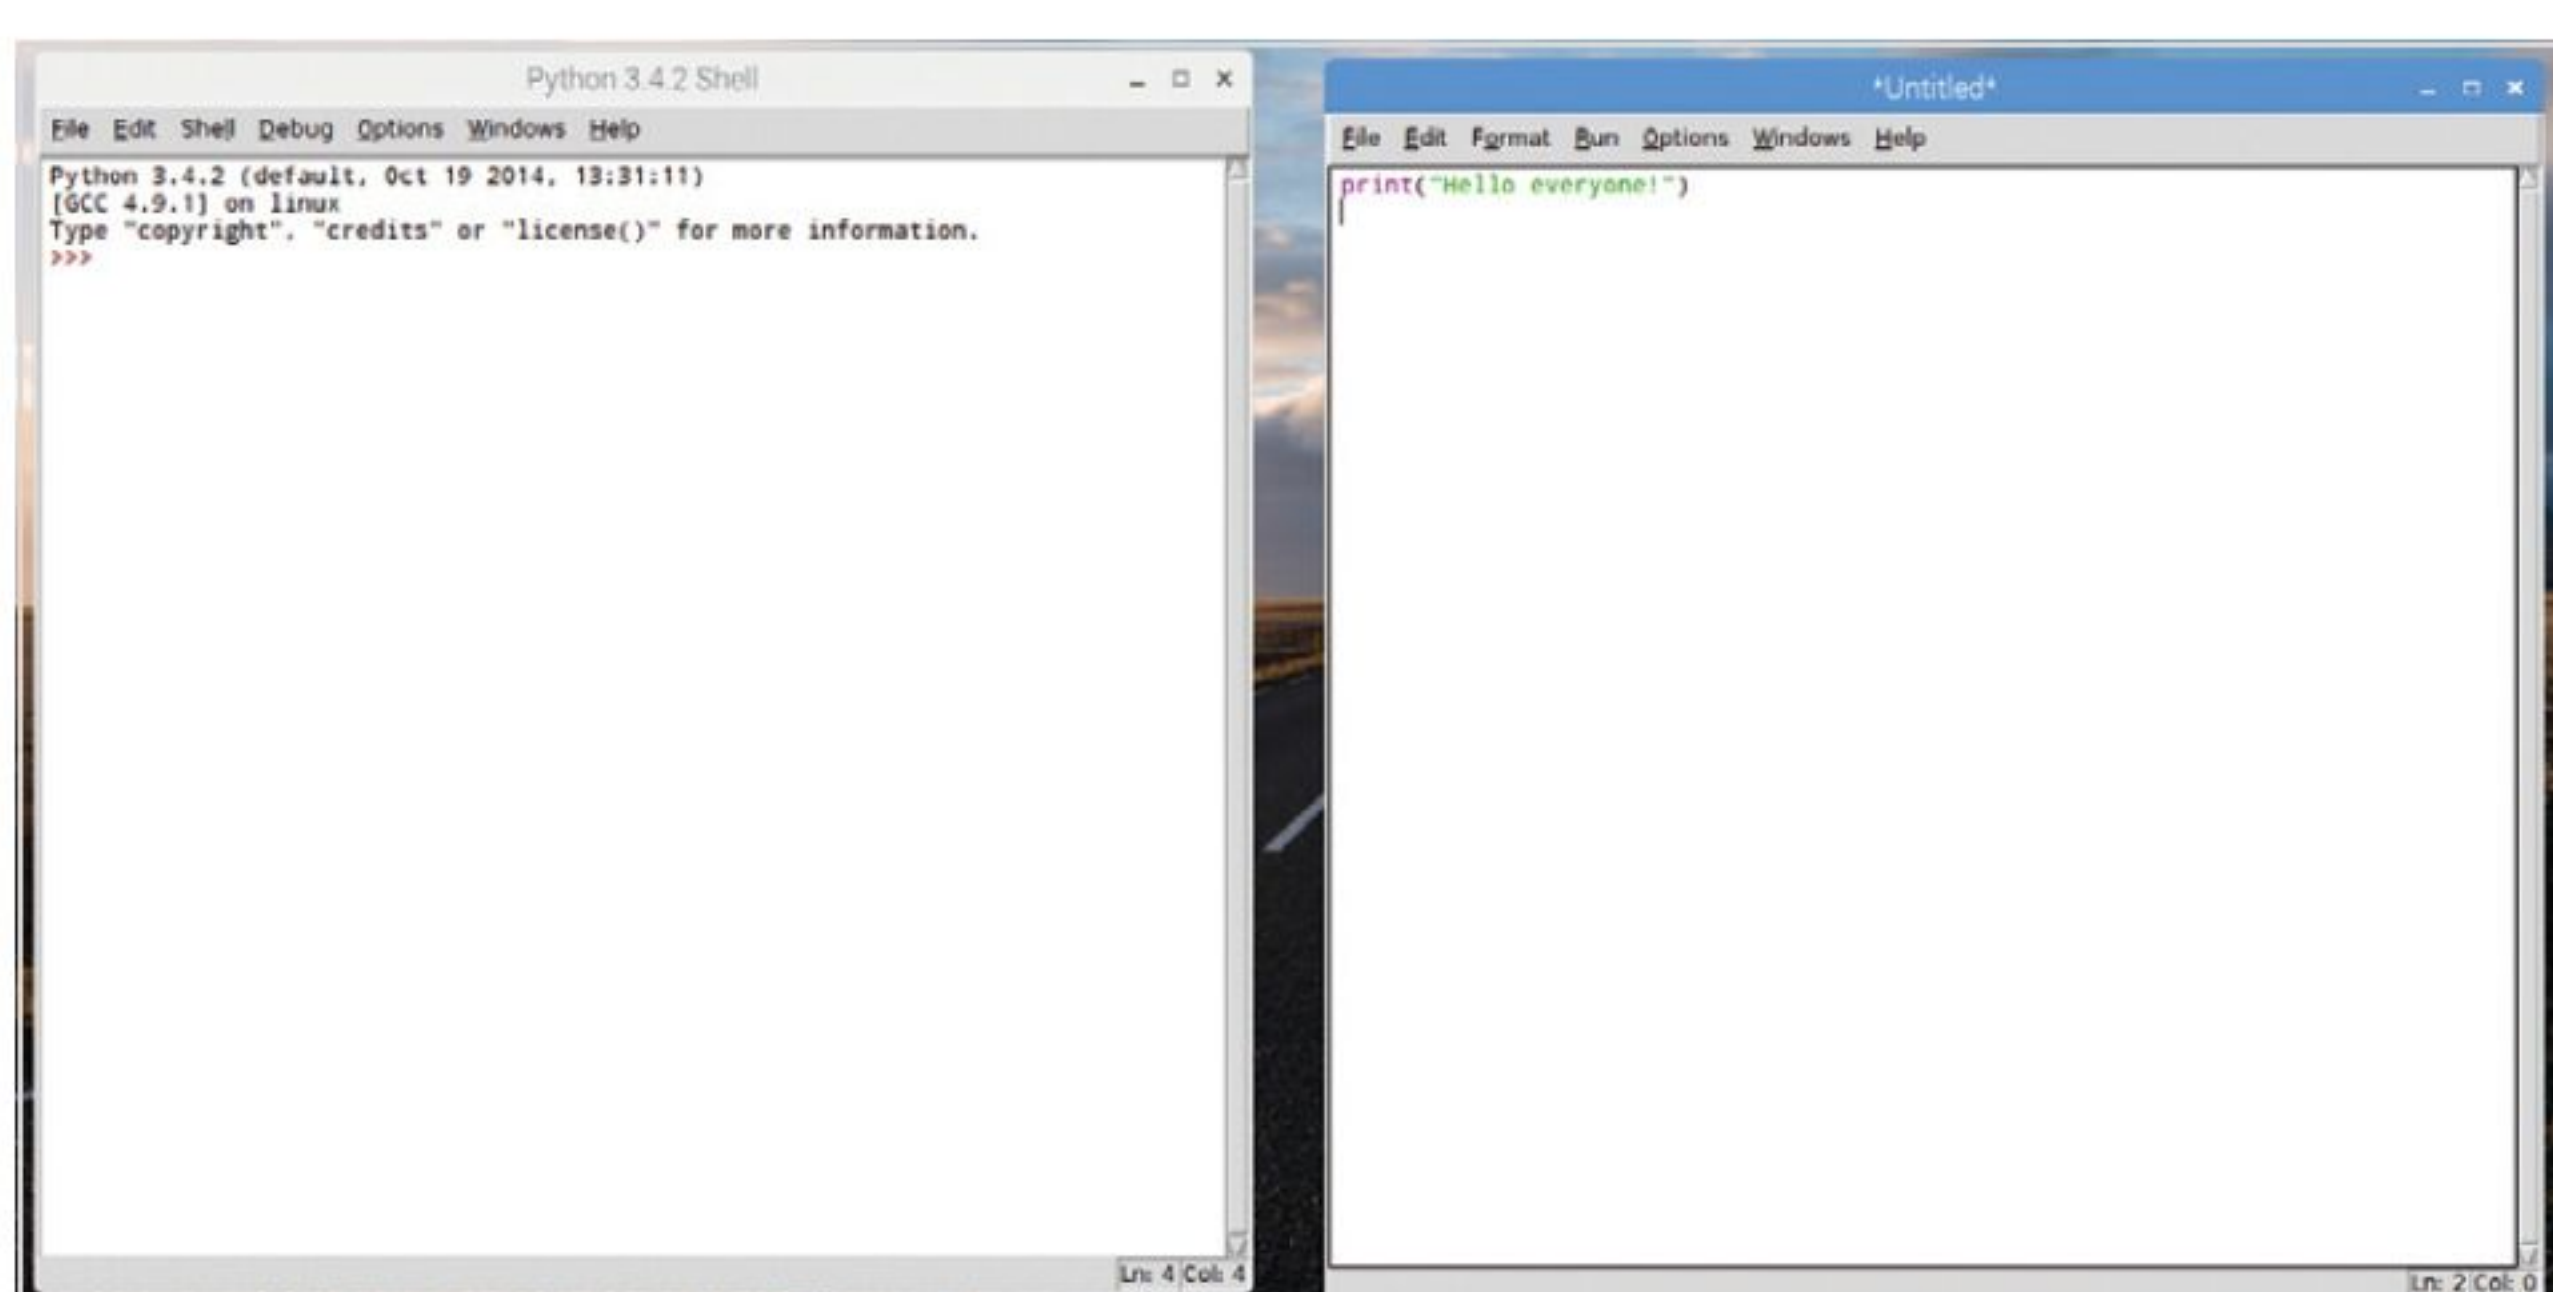 Python 3.4.2 Shell
File Edit Shell Debug Options Windows Help
Python 3.4.2 (default, Oct 19 2014, 13:31:11)
[GCC 4.9.1] on linux
Type "copyright", "credits" or "license()" for more information.
>>>
Ln: 4 Col: 4
*Untitled*
File Edit Format Run Options Windows Help
print("Hello everyone!")
Ln: 2 Col: 0